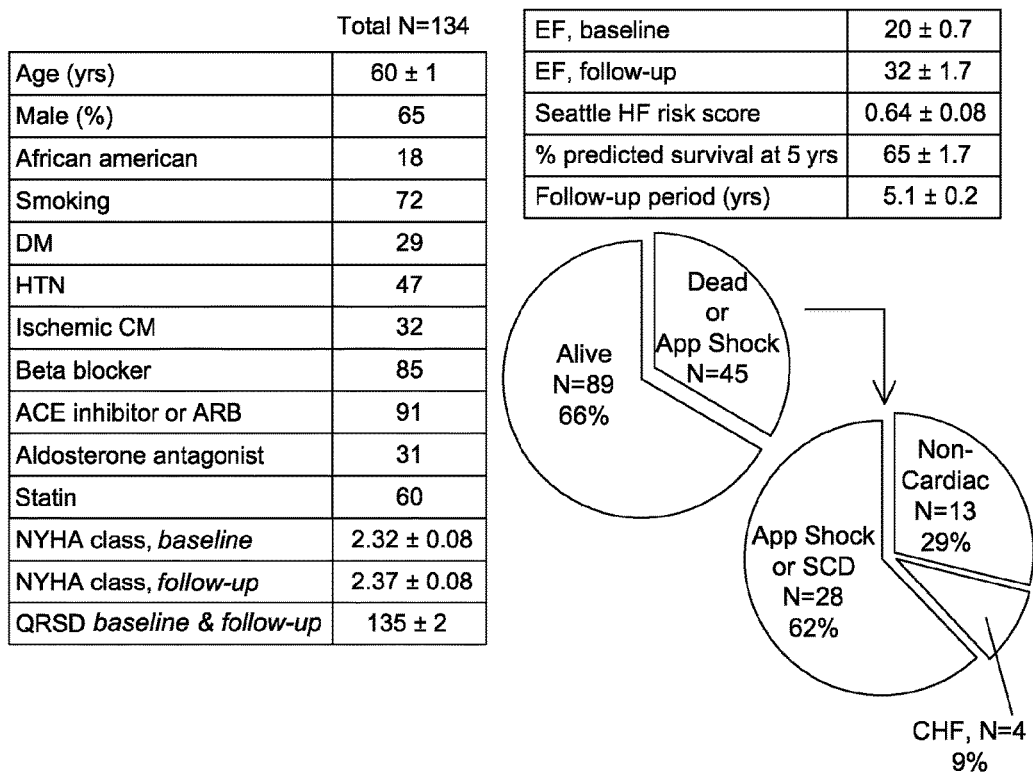 Total N=134
Age (yrs) 60 ± 1
Male (%) 65
African american 18
Smoking 72
DM 29
HTN 47
Ischemic CM 32
Beta blocker 85
ACE inhibitor or ARB 91
Aldosterone antagonist 31
Statin 60
NYHA class, baseline 2.32 ± 0.08
NYHA class, follow-up 2.37 ± 0.08
QRSD baseline & follow-up 135 ± 2
EF, baseline 20 ± 0.7
EF, follow-up 32 ± 1.7
Seattle HF risk score 0.64 ± 0.08
% predicted survival at 5 yrs 65 ± 1.7
Follow-up period (yrs) 5.1 ± 0.2
Alive
N=89
66%
Dead
or
App Shock
N=45
App Shock
or SCD
N=28
62%
Non-
Cardiac
N=13
29%
CHF, N=4
9%